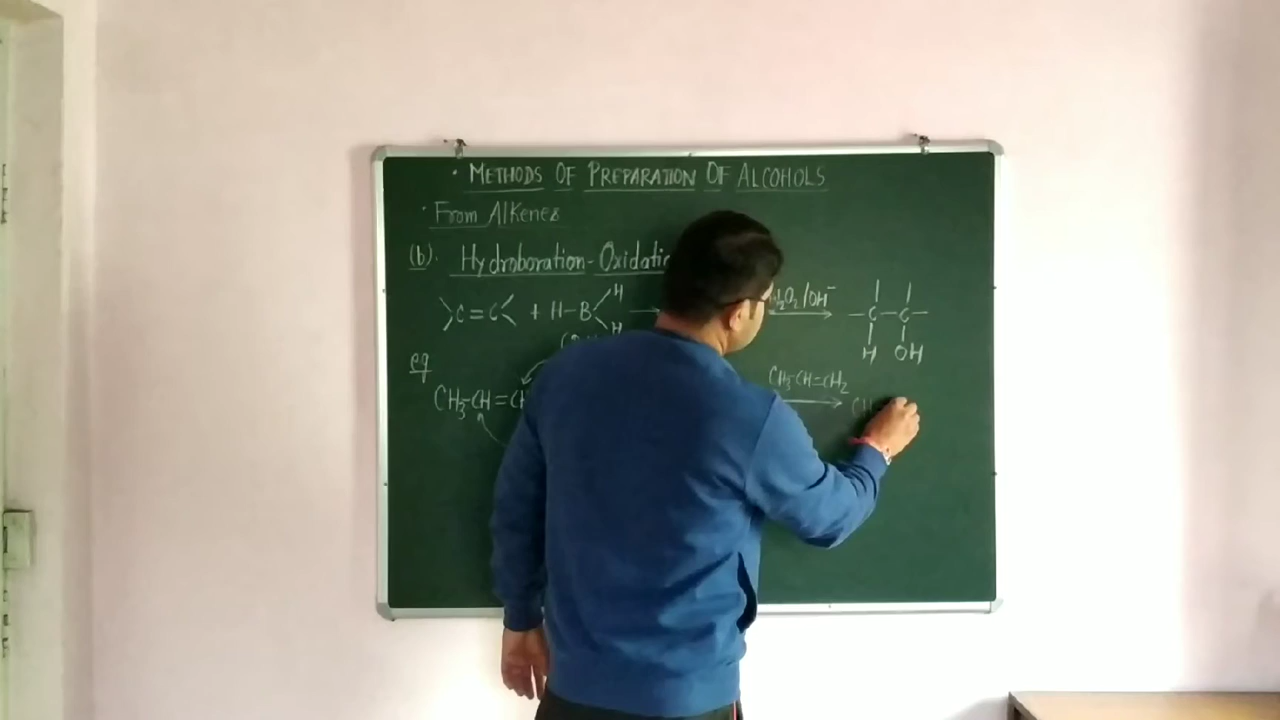 · METHODS OF PREPARATION OF ALCOHOLS
· From Alkenes
(b). Hydroboration-Oxidatio
>C=C< + H-B< H H → H₂O₂/OH⁻ → -C-C-
H OH
eg
CH₃-CH=CH CH₃-CH=CH₂ → CH